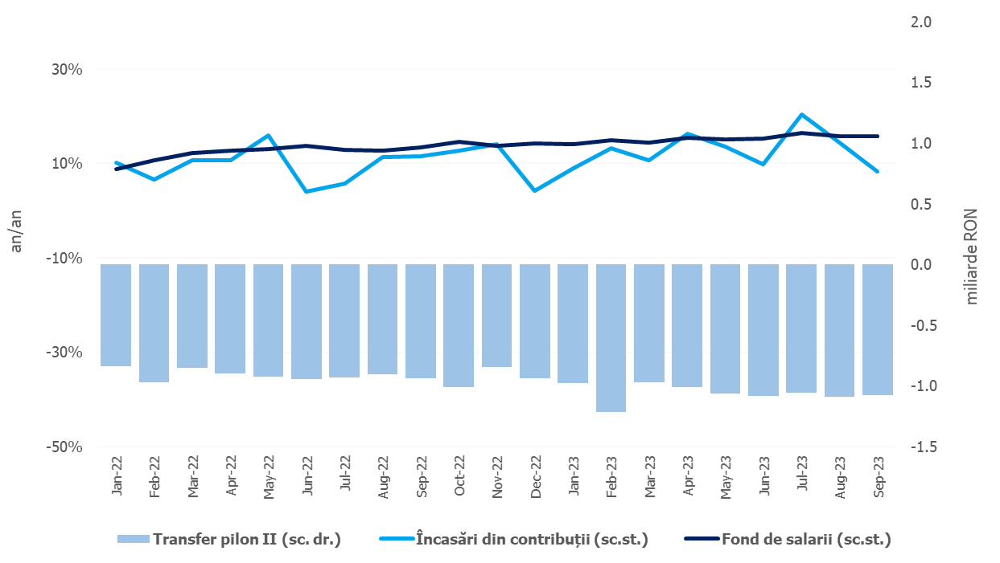 2.0
30%
1.5
1.0
10%
0.5
an/an
-10%
0.0
miliarde RON
-0.5
-30%
-1.0
-50%
-1.5
Jan-22
Feb-22
Mar-22
Apr-22
May-22
Jun-22
Jul-22
Aug-22
Sep-22
Oct-22
Nov-22
Dec-22
Jan-23
Feb-23
Mar-23
Apr-23
May-23
Jun-23
Jul-23
Aug-23
Sep-23
Transfer pilon II (sc. dr.)
Încasări din contribuții (sc.st.)
Fond de salarii (sc.st.)